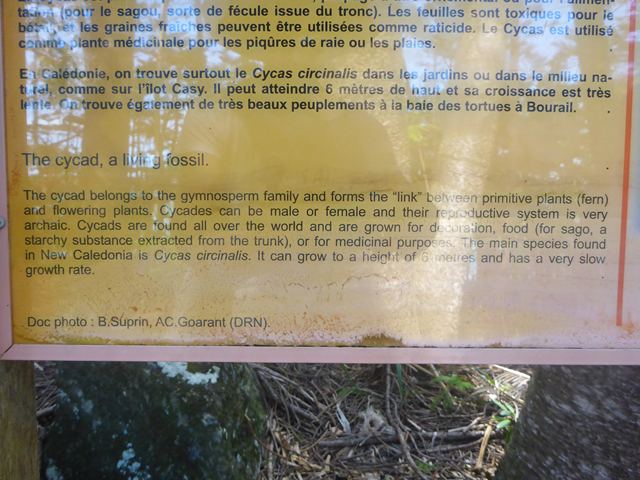 (pour le sagou, sorte de fécule issue du tronc). Les feuilles sont toxiques pour le
bétail et les graines fraîches peuvent être utilisées comme raticide. Le Cycas est utilisé
comme plante médicinale pour les piqûres de raie ou les plaies.
En Calédonie, on trouve surtout le Cycas circinalis dans les jardins ou dans le milieu na-
turel, comme sur l'îlot Casy. Il peut atteindre 6 mètres de haut et sa croissance est très
lente. On trouve également de très beaux peuplements à la baie des tortues à Bourail.
The cycad, a living fossil.
The cycad belongs to the gymnosperm family and forms the "link" between primitive plants (fern)
and flowering plants. Cycades can be male or female and their reproductive system is very
archaic. Cycads are found all over the world and are grown for decoration, food (for sago, a
starchy substance extracted from the trunk), or for medicinal purposes. The main species found
in New Caledonia is Cycas circinalis. It can grow to a height of 6 metres and has a very slow
growth rate.
Doc photo : B.Suprin, AC.Goarant (DRN).